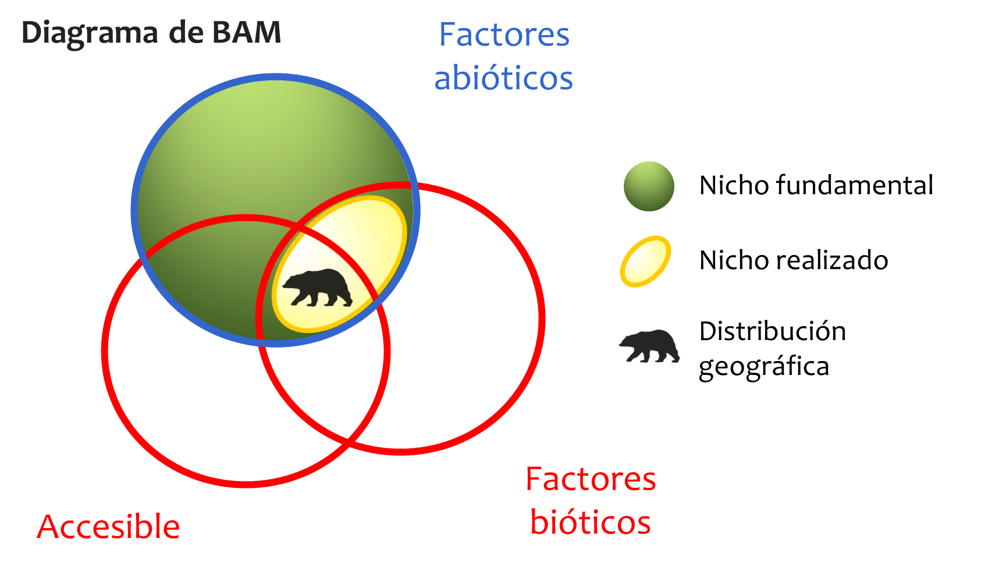 Diagrama de BAM
Factores
abióticos
Nicho fundamental
Nicho realizado
Distribución
geográfica
Factores
bióticos
Accesible